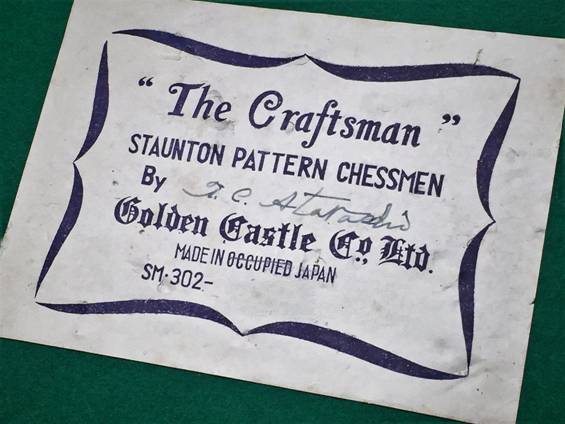 “ The Craftsman ”
STAUNTON PATTERN CHESSMEN
By
Golden Castle Co. Ltd.
MADE IN OCCUPIED JAPAN
SM·302-